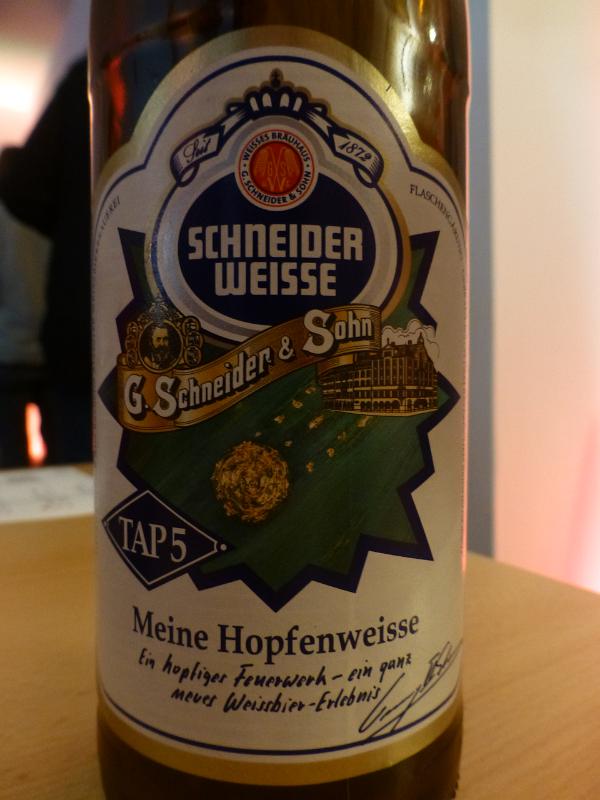 Seit 1872
WEISSES BRÄUHAUS
G. SCHNEIDER & SOHN
SCHNEIDER
WEISSE
G. Schneider & Sohn
TAP 5
Meine Hopfenweisse
Ein hopfiges Feuerwerk - ein ganz
neues Weissbier-Erlebnis